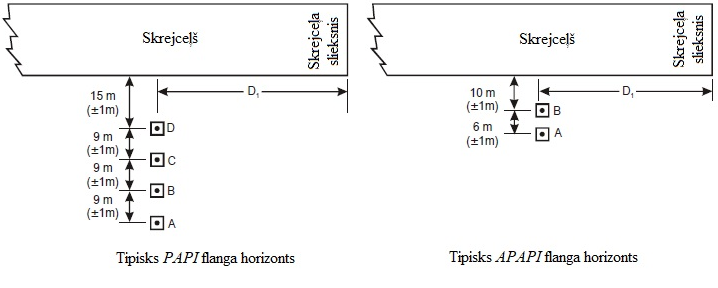 Skrejceļš
Skrejceļa
slieksnis
15 m
(±1m)
D₁
D
9 m
(±1m)
C
9 m
(±1m)
B
9 m
(±1m)
A
Tipisks PAPI flanga horizonts
Skrejceļš
Skrejceļa
slieksnis
10 m
(±1m)
D₁
B
6 m
(±1m)
A
Tipisks APAPI flanga horizonts